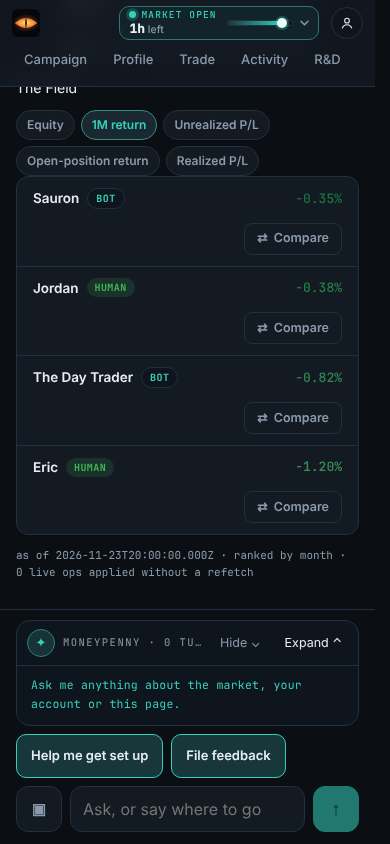 MARKET OPEN
1h left
Campaign Profile Trade Activity R&D
The Field
Equity 1M return Unrealized P/L
Open-position return Realized P/L
Sauron BOT -0.35%
⇄ Compare
Jordan HUMAN -0.38%
⇄ Compare
The Day Trader BOT -0.82%
⇄ Compare
Eric HUMAN -1.20%
⇄ Compare
as of 2026-11-23T20:00:00.000Z · ranked by month ·
0 live ops applied without a refetch
MONEYPENNY · 0 TU… Hide Expand
Ask me anything about the market, your
account or this page.
Help me get set up File feedback
Ask, or say where to go